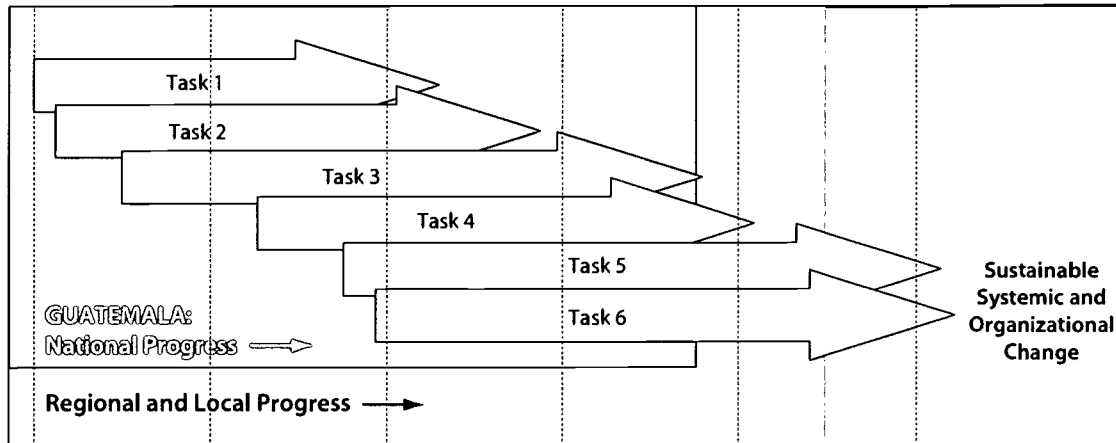 Task 1
Task 2
Task 3
Task 4
Task 5
Task 6
Sustainable
Systemic and
Organizational
Change
GUATEMALA:
National Progress
Regional and Local Progress